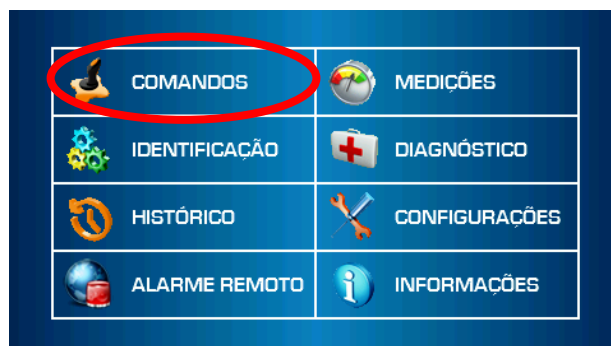 COMANDOS
MEDIÇÕES
IDENTIFICAÇÃO
DIAGNÓSTICO
HISTÓRICO
CONFIGURAÇÕES
ALARME REMOTO
INFORMAÇÕES